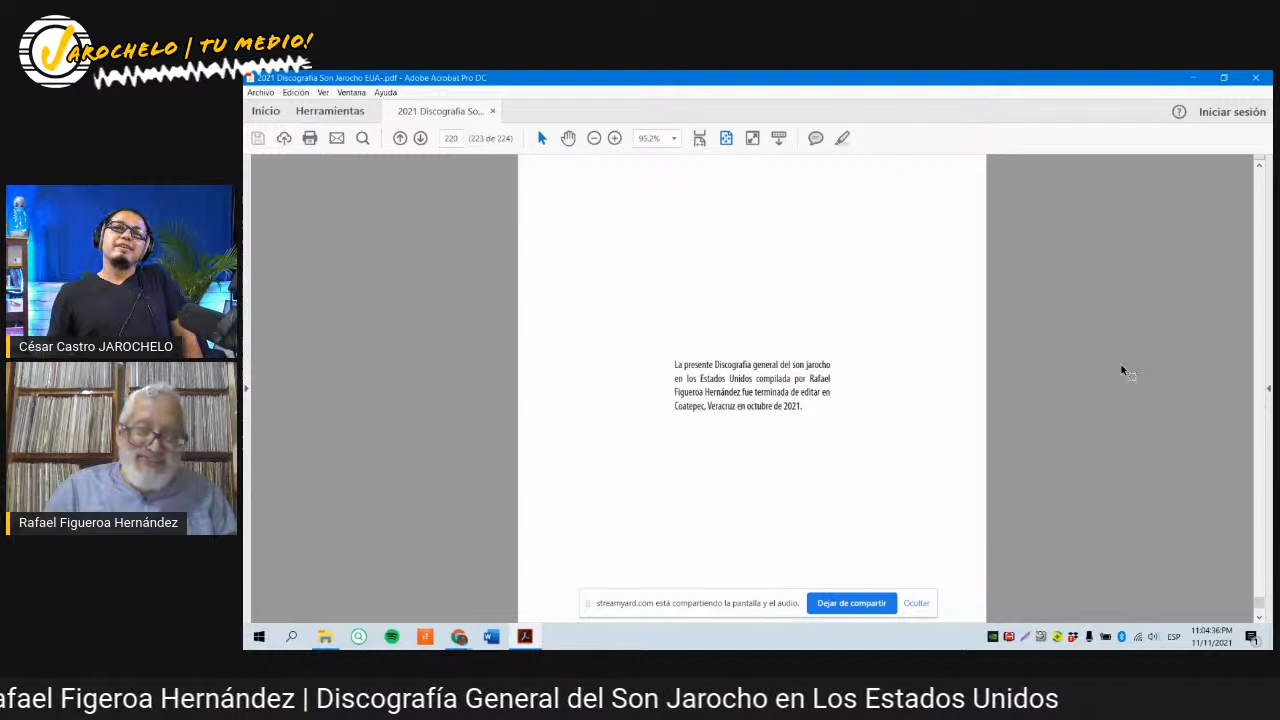 JAROCHELO | TU MEDIO!
2021 Discografia Son Jarocho EUA-.pdf - Adobe Acrobat Pro DC
Archivo Edición Ver Ventana Ayuda
Inicio Herramientas 2021 Discografia So... × Iniciar sesión
220 (223 de 224) 95.2%
César Castro JAROCHELO
Rafael Figueroa Hernández
La presente Discografía general del son jarocho
en los Estados Unidos compilada por Rafael
Figueroa Hernández fue terminada de editar en
Coatepec, Veracruz en octubre de 2021.
streamyard.com está compartiendo la pantalla y el audio. Dejar de compartir Ocultar
ESP 11:04:36PM
11/11/2021
afael Figeroa Hernández | Discografía General del Son Jarocho en Los Estados Unidos